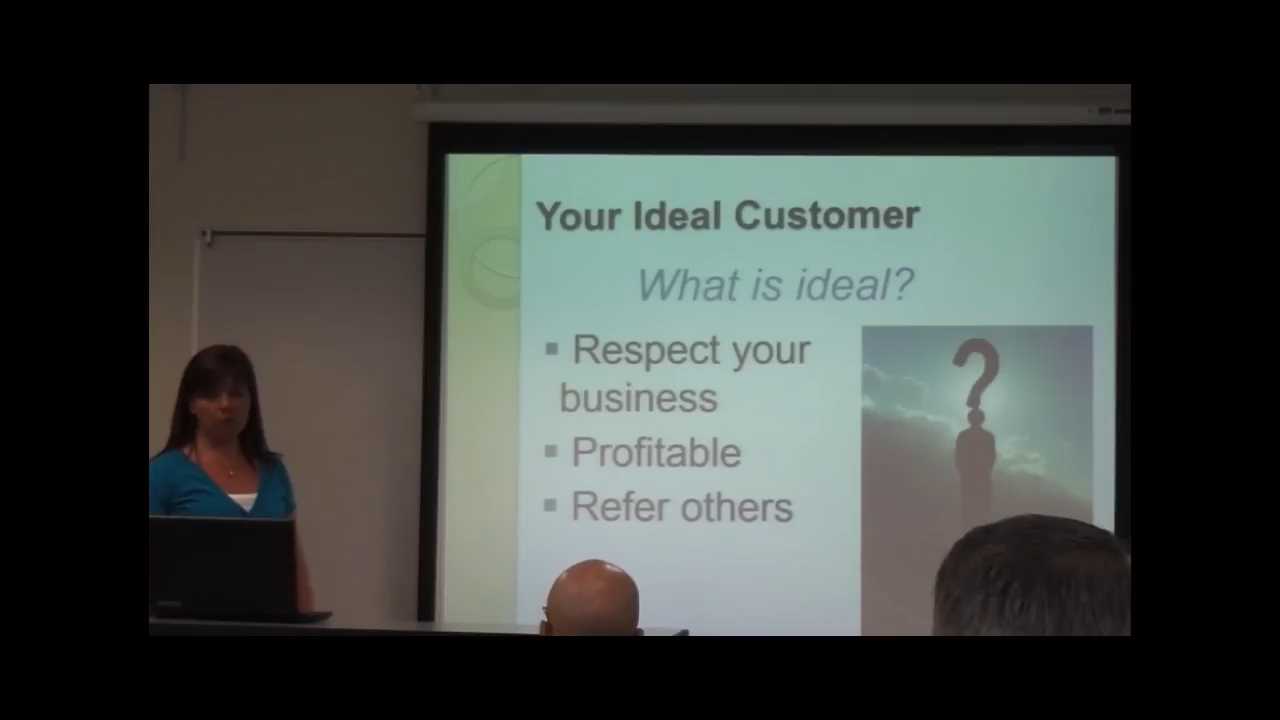 Your Ideal Customer
What is ideal?
▪ Respect your
business
▪ Profitable
▪ Refer others
?